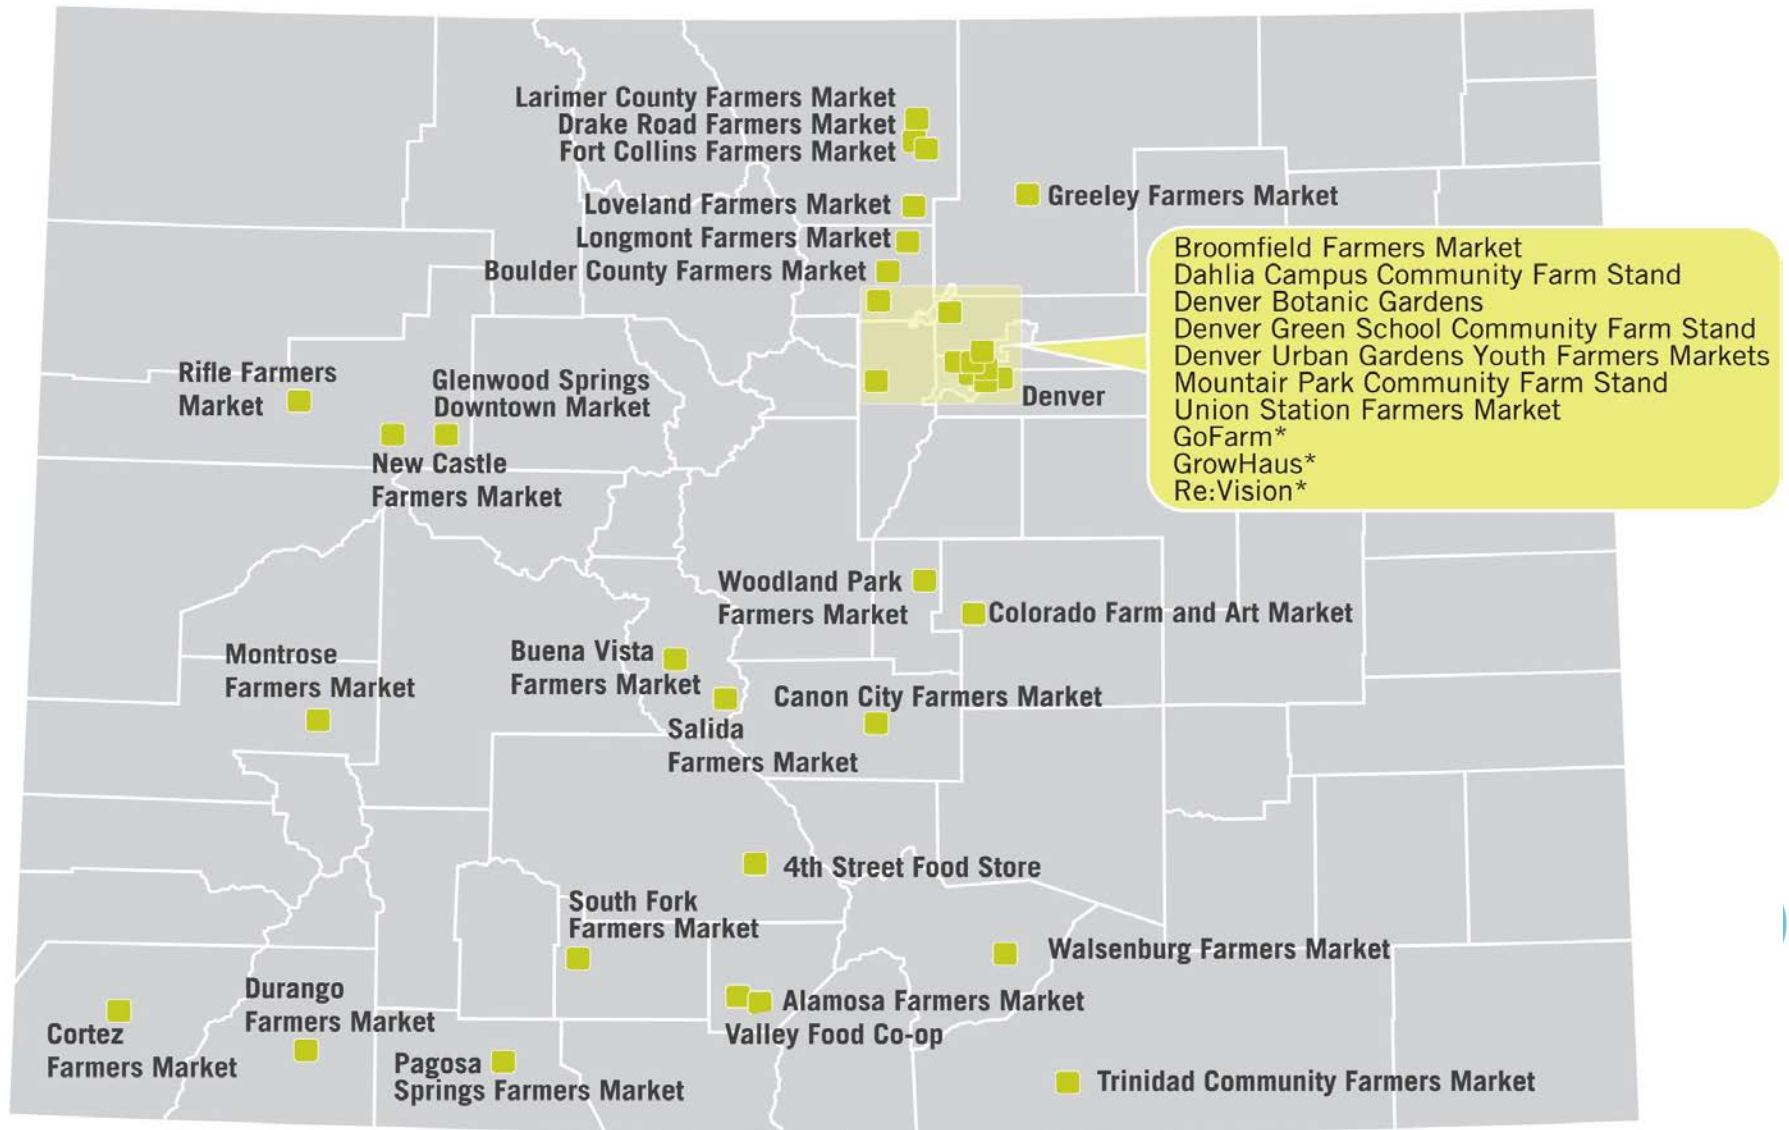 Larimer County Farmers Market
Drake Road Farmers Market
Fort Collins Farmers Market
Loveland Farmers Market
Greeley Farmers Market
Longmont Farmers Market
Boulder County Farmers Market
Broomfield Farmers Market
Dahlia Campus Community Farm Stand
Denver Botanic Gardens
Denver Green School Community Farm Stand
Denver Urban Gardens Youth Farmers Markets
Mountair Park Community Farm Stand
Union Station Farmers Market
GoFarm*
GrowHaus*
Re:Vision*
Denver
Rifle Farmers
Market
Glenwood Springs
Downtown Market
New Castle
Farmers Market
Woodland Park
Farmers Market
Colorado Farm and Art Market
Montrose
Farmers Market
Buena Vista
Farmers Market
Salida
Farmers Market
Canon City Farmers Market
4th Street Food Store
South Fork
Farmers Market
Walsenburg Farmers Market
Durango
Farmers Market
Alamosa Farmers Market
Valley Food Co-op
Cortez
Farmers Market
Pagosa
Springs Farmers Market
Trinidad Community Farmers Market